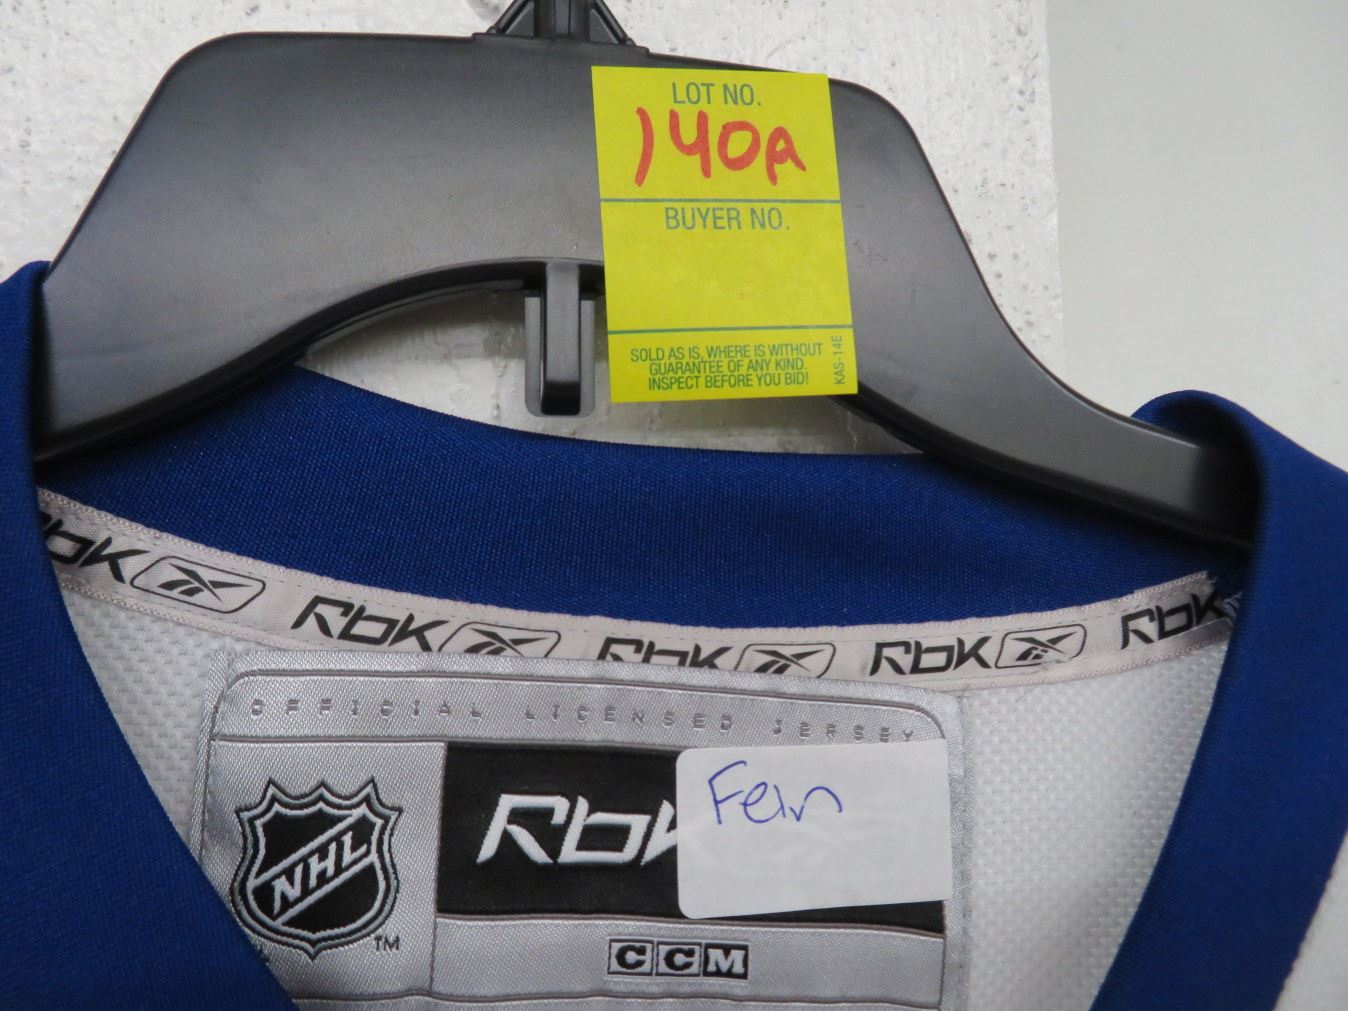 LOT NO.
140A
BUYER NO.
SOLD AS IS, WHERE IS WITHOUT
GUARANTEE OF ANY KIND.
INSPECT BEFORE YOU BID!
KAS-14E
RbK RbK RbK RbK RbK
OFFICIAL LICENSED JERSEY
NHL
TM
RbK
Fein
CCM